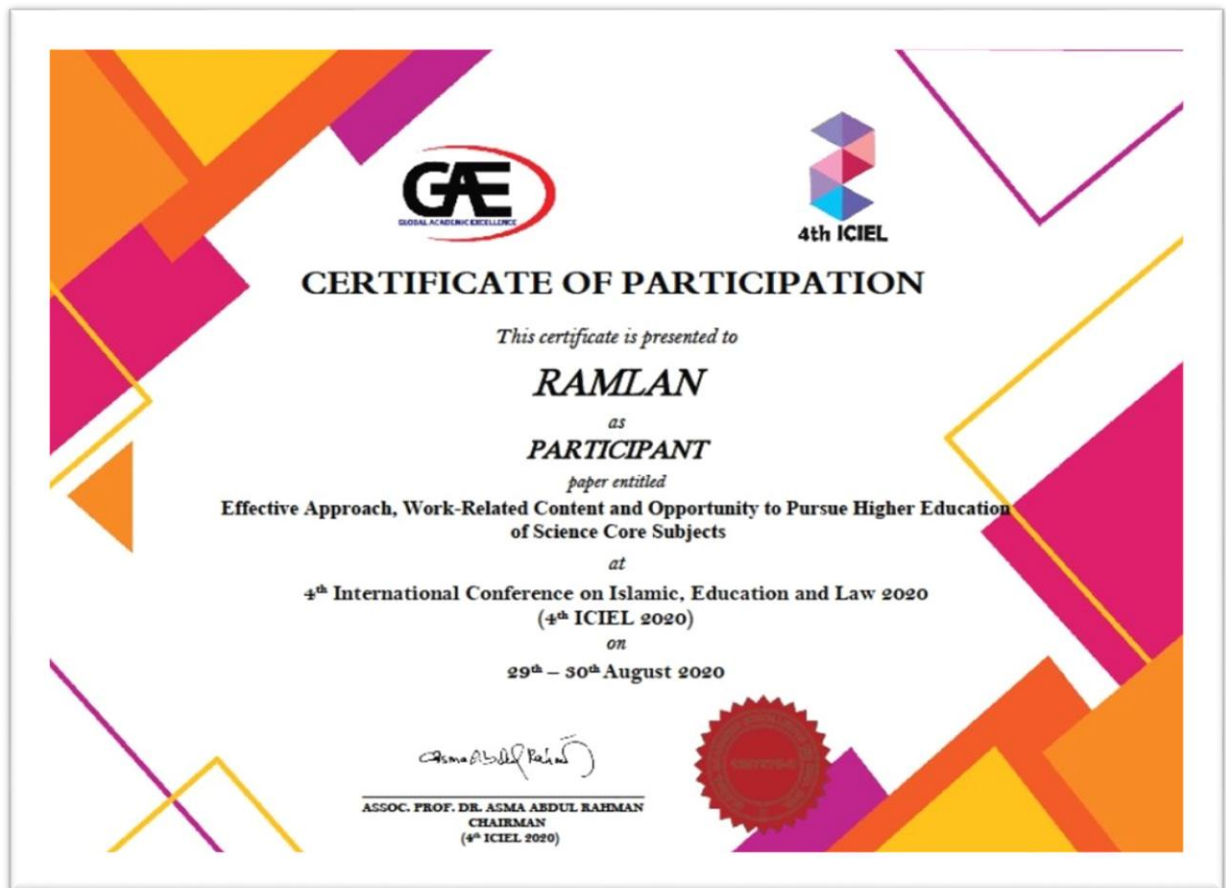 GAE
GLOBAL ACADEMIC EXCELLENCE
4th ICIEL
CERTIFICATE OF PARTICIPATION
This certificate is presented to
RAMLAN
as
PARTICIPANT
paper entitled
Effective Approach, Work-Related Content and Opportunity to Pursue Higher Education
of Science Core Subjects
at
4th International Conference on Islamic, Education and Law 2020
(4th ICIEL 2020)
on
29th – 30th August 2020
Asma Abdul Rahman
ASSOC. PROF. DR. ASMA ABDUL RAHMAN
CHAIRMAN
(4th ICIEL 2020)